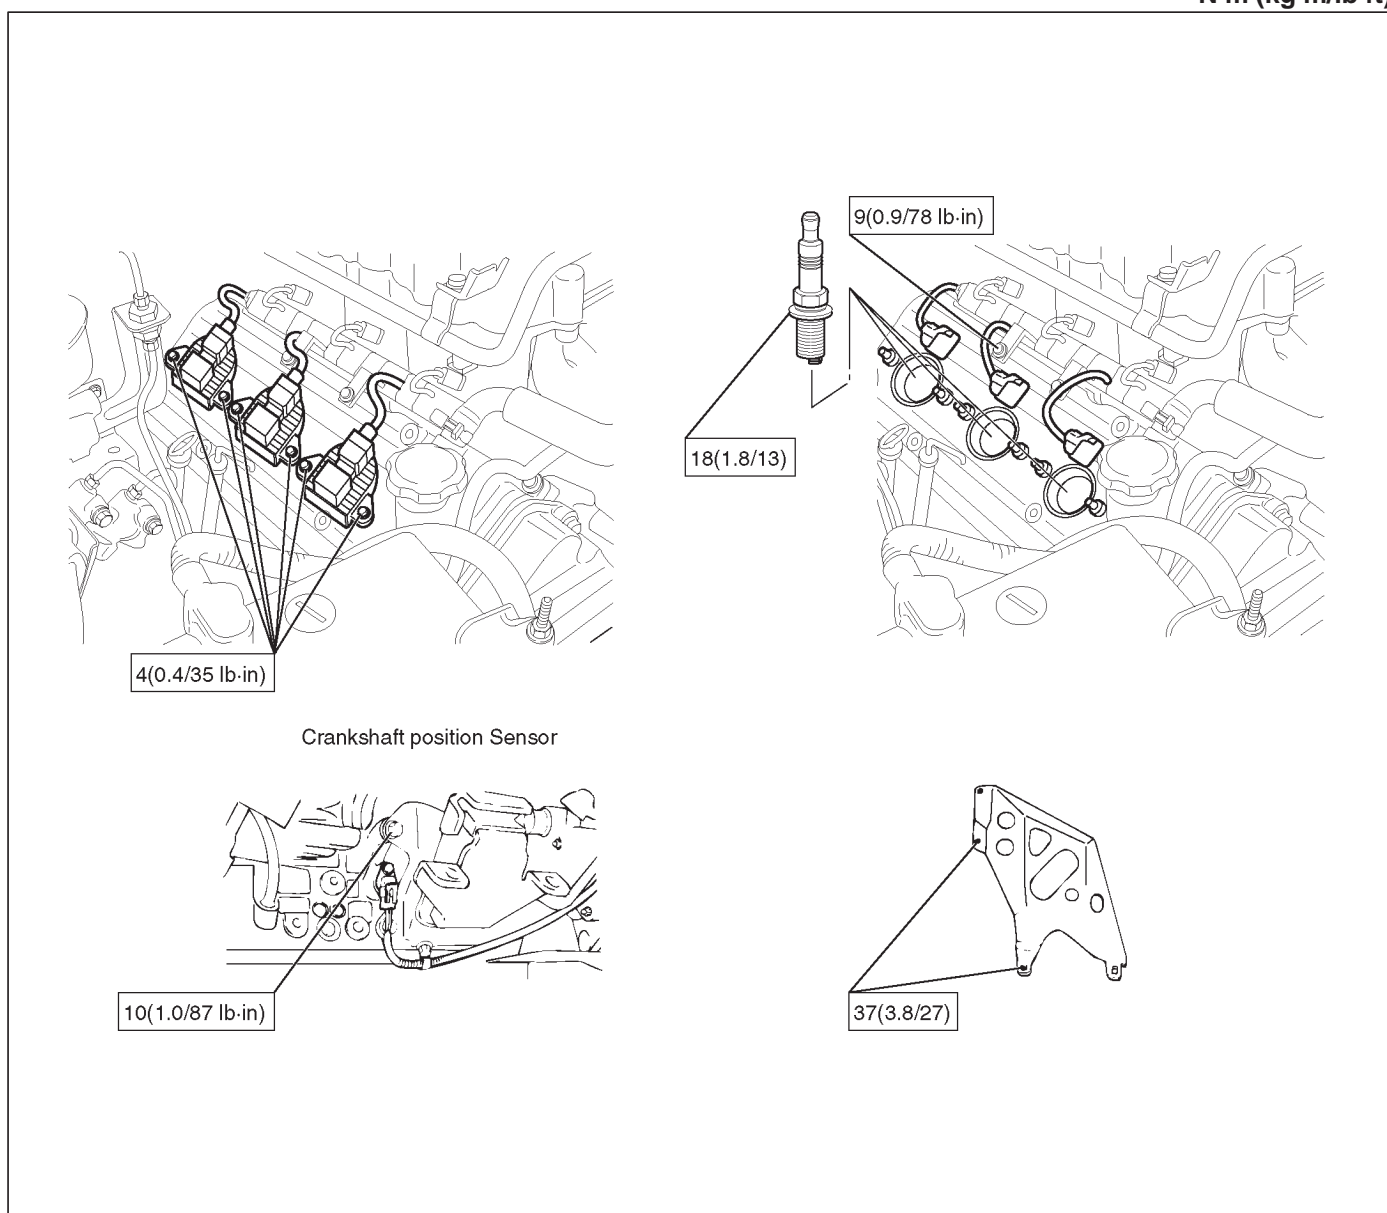 9(0.9/78 lb·in)
18(1.8/13)
4(0.4/35 lb·in)
Crankshaft position Sensor
10(1.0/87 lb·in)
37(3.8/27)